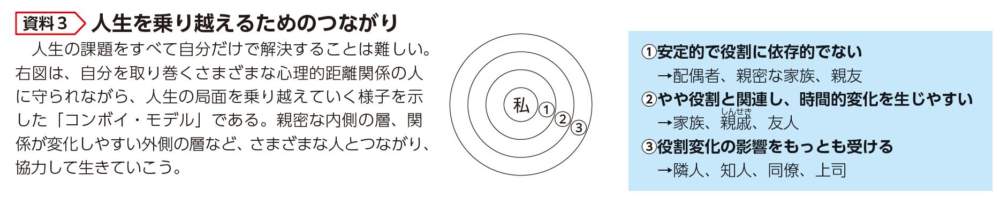 資料3 人生を乗り越えるためのつながり
　人生の課題をすべて自分だけで解決することは難しい。
右図は、自分を取り巻くさまざまな心理的距離関係の人
に守られながら、人生の局面を乗り越えていく様子を示
した「コンボイ・モデル」である。親密な内側の層、関
係が変化しやすい外側の層など、さまざまな人とつながり、
協力して生きていこう。
私
①
②
③
①安定的で役割に依存的でない
→配偶者、親密な家族、親友
②やや役割と関連し、時間的変化を生じやすい
しんせき
→家族、親戚、友人
③役割変化の影響をもっとも受ける
→隣人、知人、同僚、上司